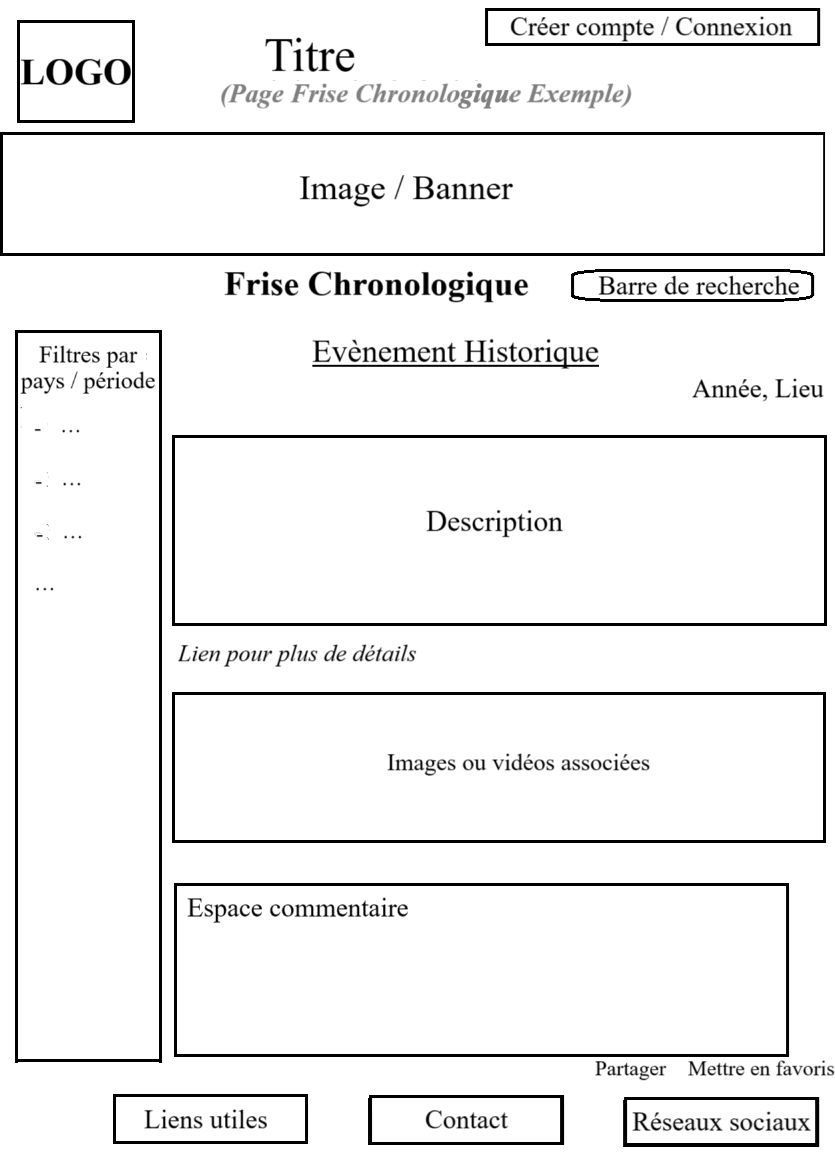 Créer compte / Connexion
LOGO
Titre
(Page Frise Chronologique Exemple)
Image / Banner
Frise Chronologique
Barre de recherche
Filtres par
pays / période
- …
- …
- …
…
Evènement Historique
Année, Lieu
Description
Lien pour plus de détails
Images ou vidéos associées
Espace commentaire
Partager
Mettre en favoris
Liens utiles
Contact
Réseaux sociaux